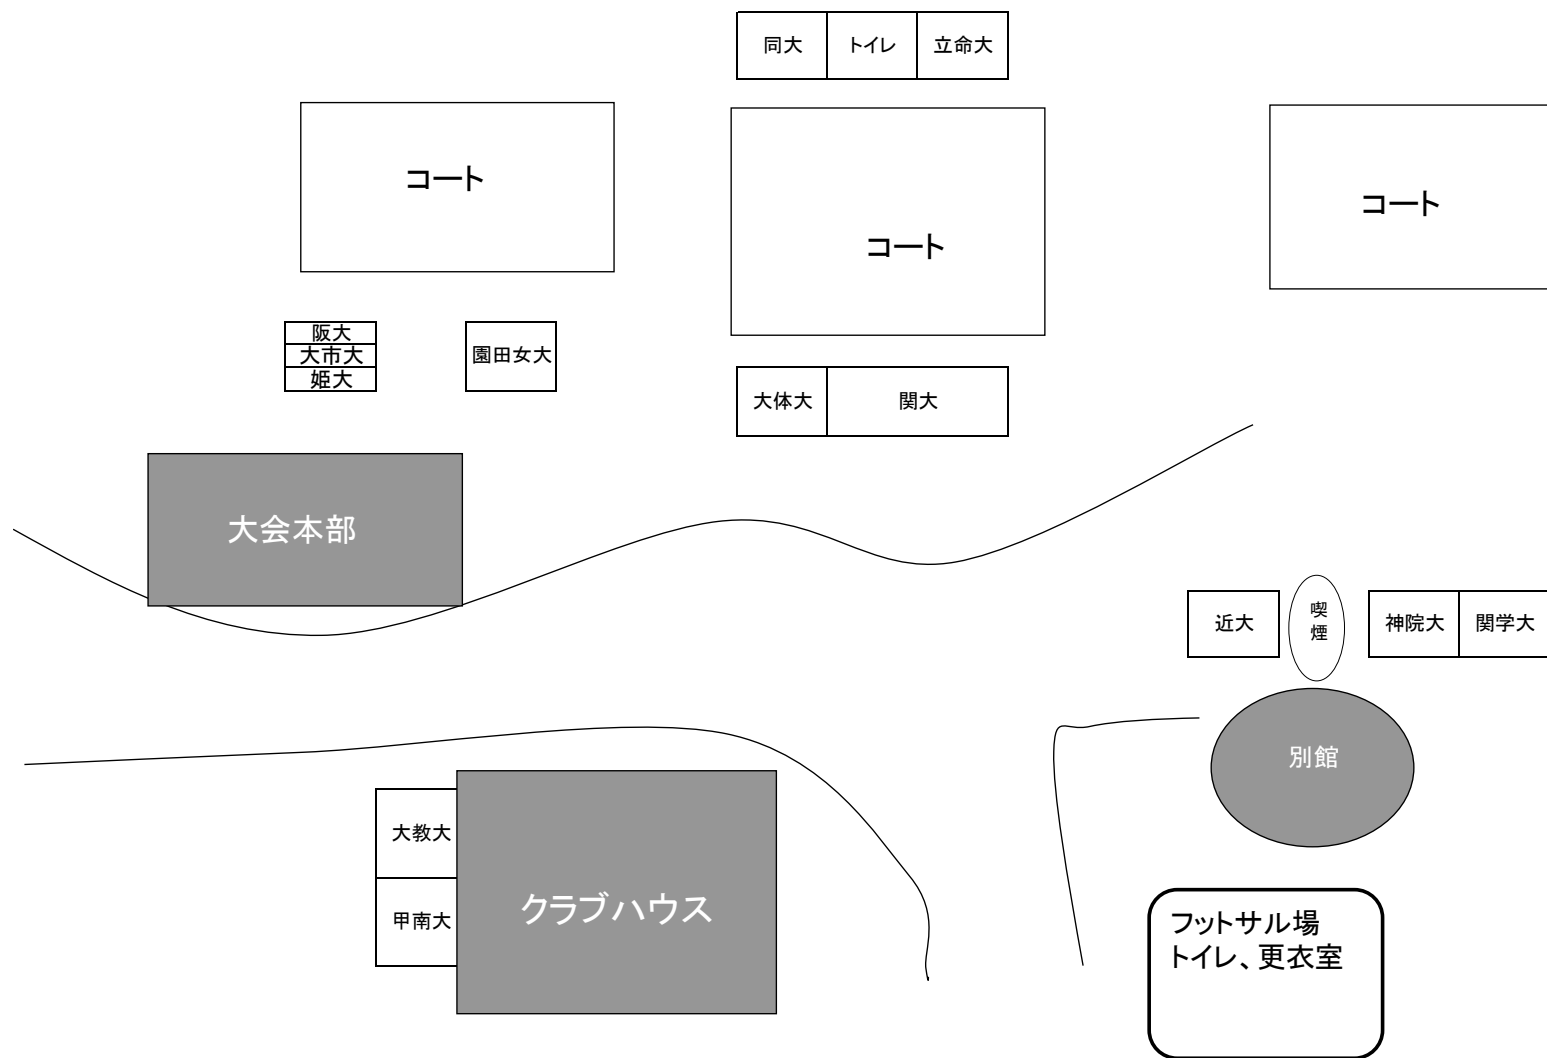 同大
トイレ
立命大
コート
コート
コート
阪大
大市大
姫大
園田女大
大体大
関大
大会本部
近大
喫
煙
神院大
関学大
別館
大教大
甲南大
クラブハウス
フットサル場
トイレ、更衣室